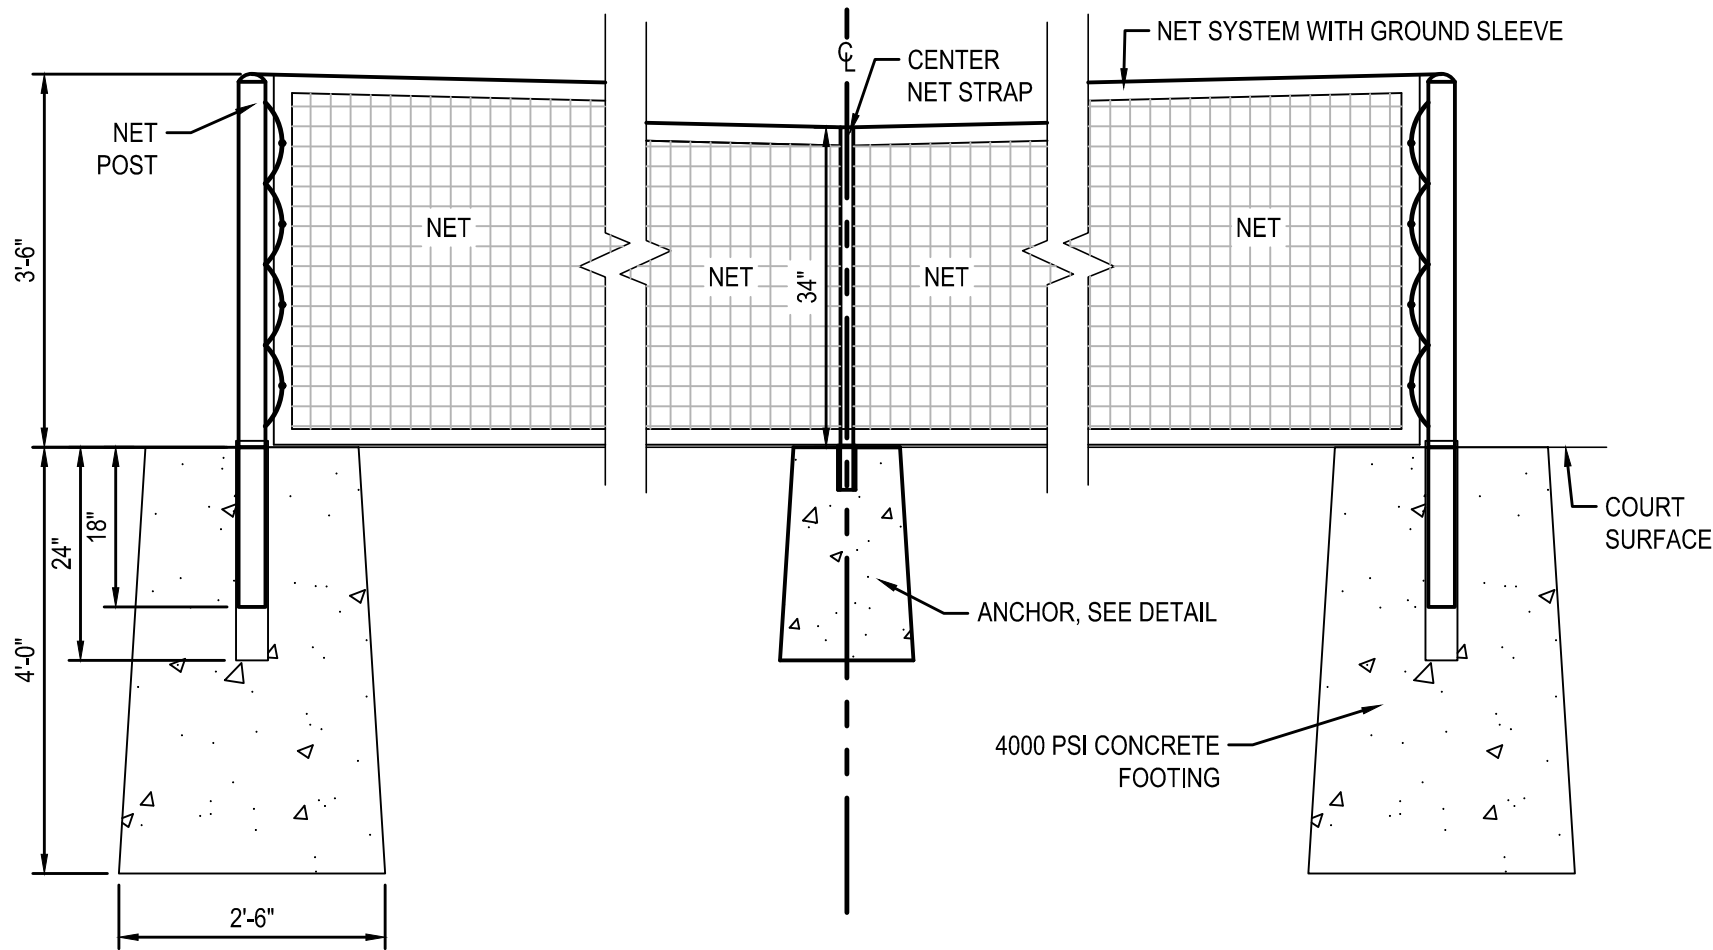 NET SYSTEM WITH GROUND SLEEVE
℄
CENTER
NET STRAP
NET
POST
3'-6"
NET
NET
34"
NET
NET
18"
24"
4'-0"
COURT
SURFACE
ANCHOR, SEE DETAIL
4000 PSI CONCRETE
FOOTING
2'-6"